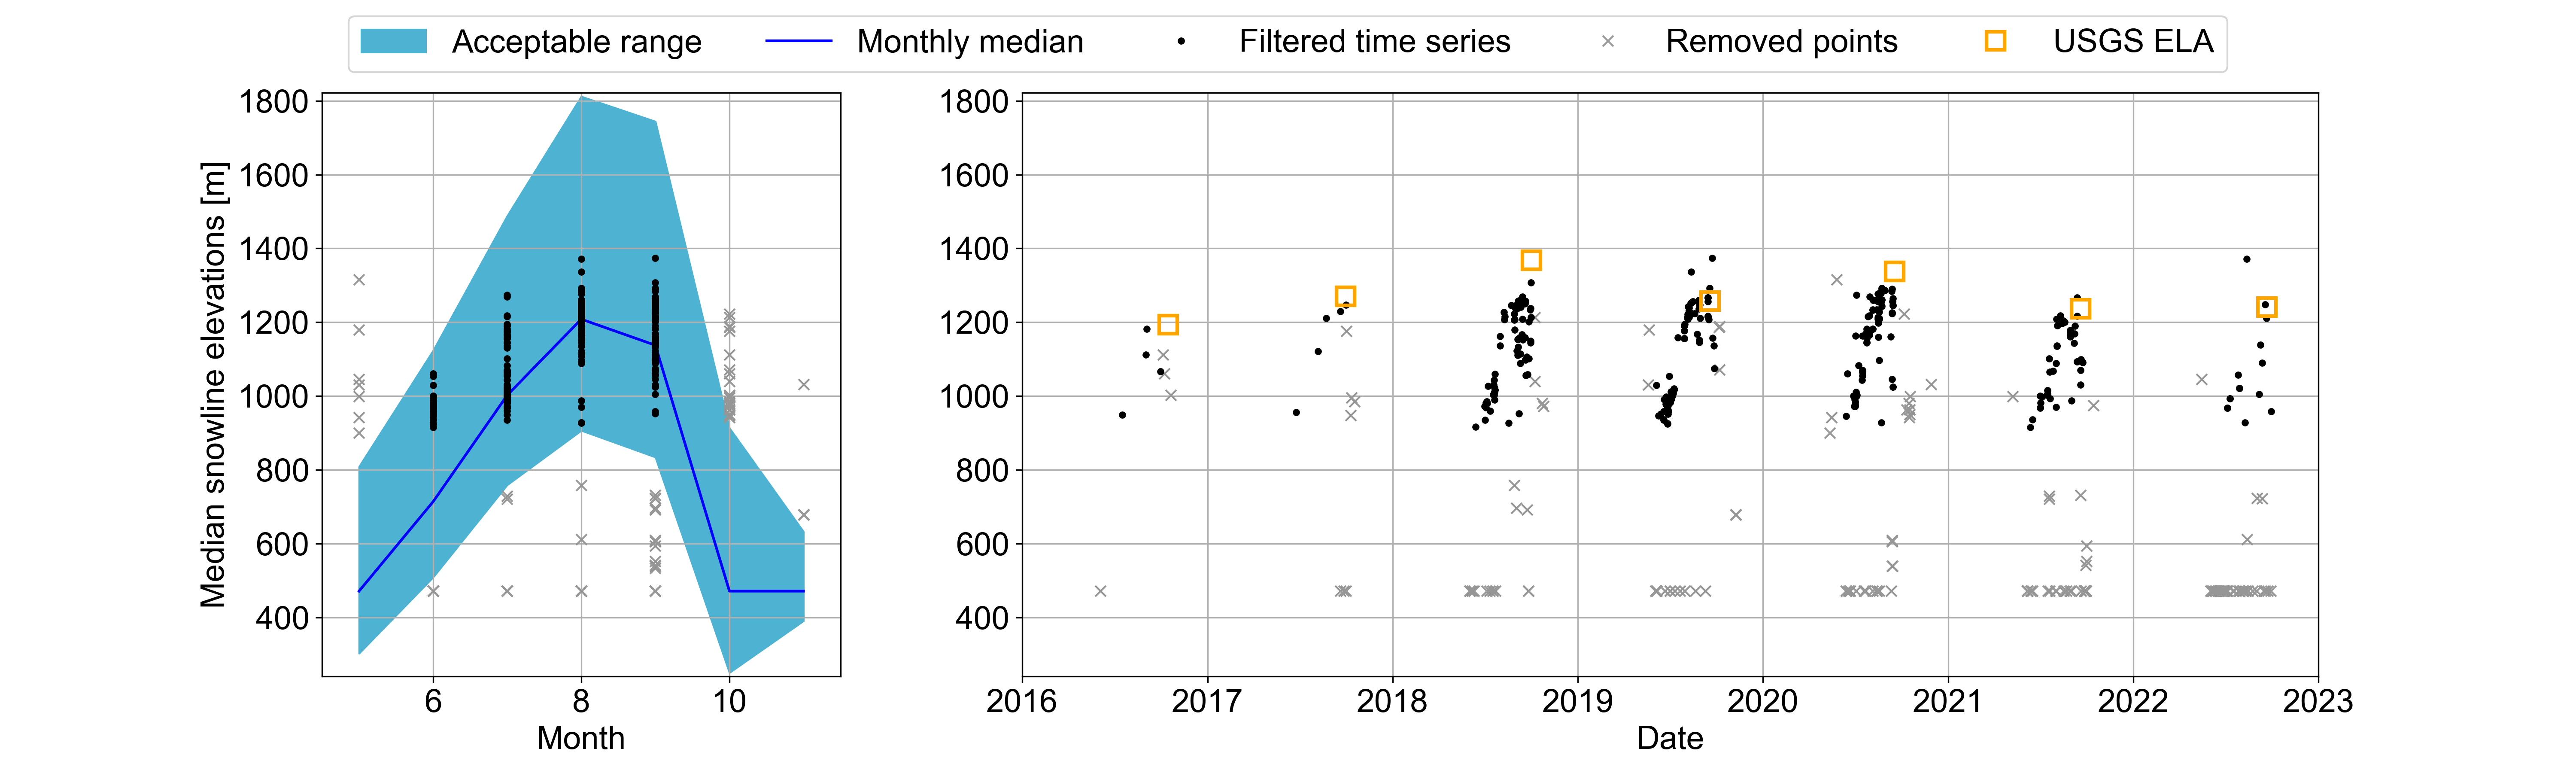 Acceptable range Monthly median Filtered time series Removed points USGS ELA
Median snowline elevations [m]
1800
1600
1400
1200
1000
800
600
400
6 8 10
Month
1800
1600
1400
1200
1000
800
600
400
2016 2017 2018 2019 2020 2021 2022 2023
Date